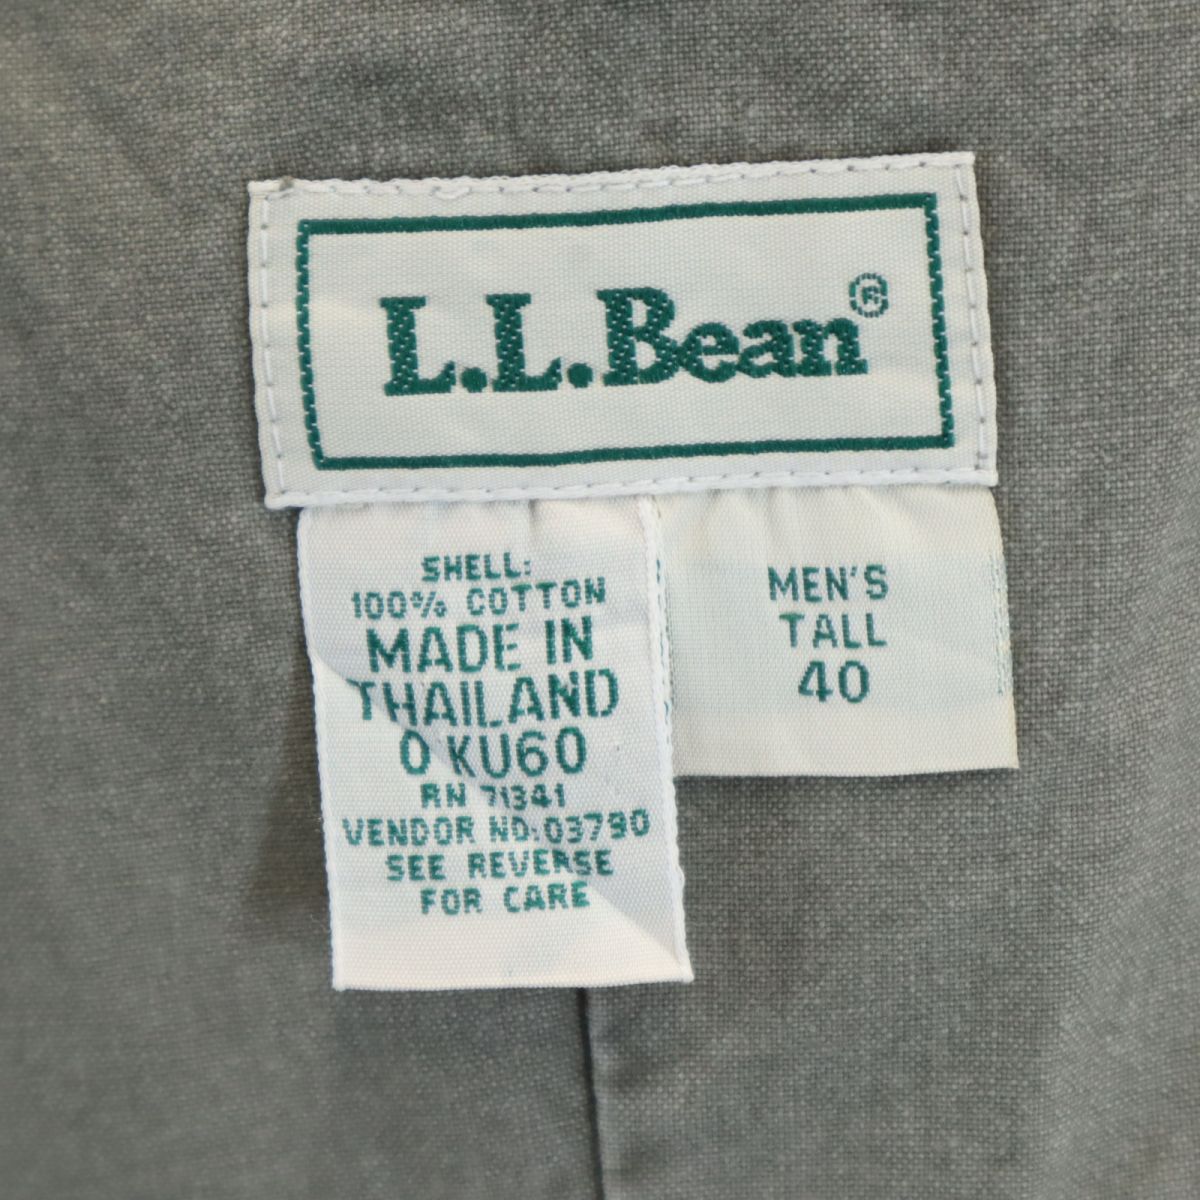 L.L.Bean®
SHELL:
100% COTTON
MADE IN
THAILAND
0 KU60
RN 71341
VENDOR NO:03790
SEE REVERSE
FOR CARE
MEN'S
TALL
40